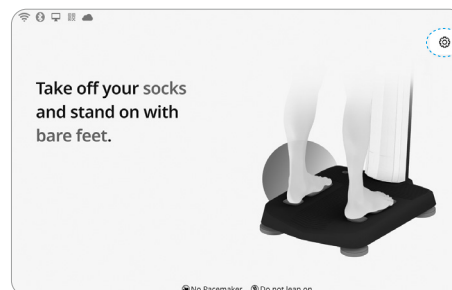 Take off your socks
and stand on with
bare feet.
No Pacemaker Do not lean on